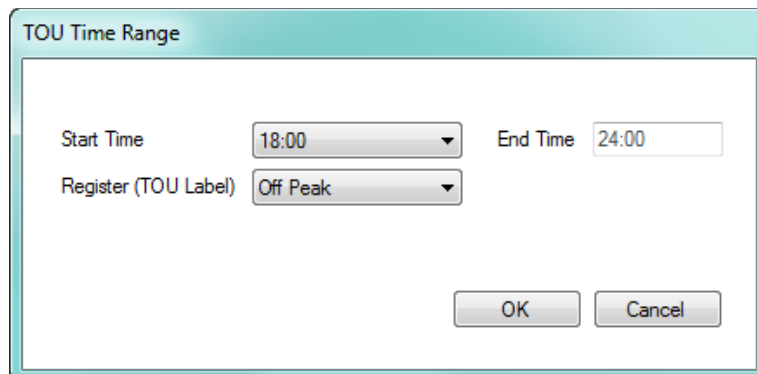 TOU Time Range
Start Time 18:00 End Time 24:00
Register (TOU Label) Off Peak
OK Cancel